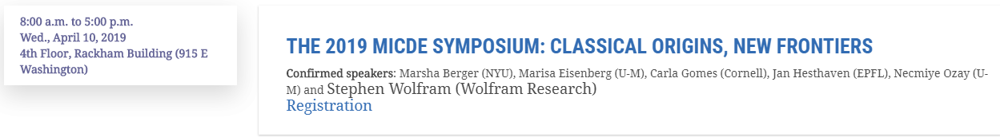 8:00 a.m. to 5:00 p.m.
Wed., April 10, 2019
4th Floor, Rackham Building (915 E
Washington)
THE 2019 MICDE SYMPOSIUM: CLASSICAL ORIGINS, NEW FRONTIERS
Confirmed speakers: Marsha Berger (NYU), Marisa Eisenberg (U-M), Carla Gomes (Cornell), Jan Hesthaven (EPFL), Necmiye Ozay (U-
M) and Stephen Wolfram (Wolfram Research)
Registration